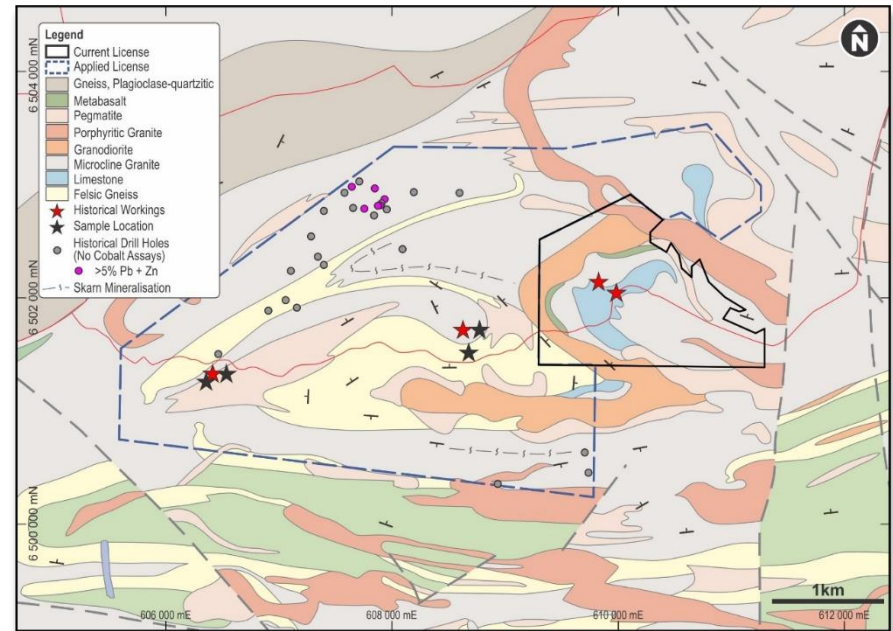 Legend
Current License
Applied License
Gneiss, Plagioclase-quartzitic
Metabasalt
Pegmatite
Porphyritic Granite
Granodiorite
Microcline Granite
Limestone
Felsic Gneiss
Historical Workings
Sample Location
Historical Drill Holes
(No Cobalt Assays)
>5% Pb + Zn
Skarn Mineralisation
N
6 504 000 mN
6 502 000 mN
6 500 000 mN
1km
606 000 mE
608 000 mE
610 000 mE
612 000 mE